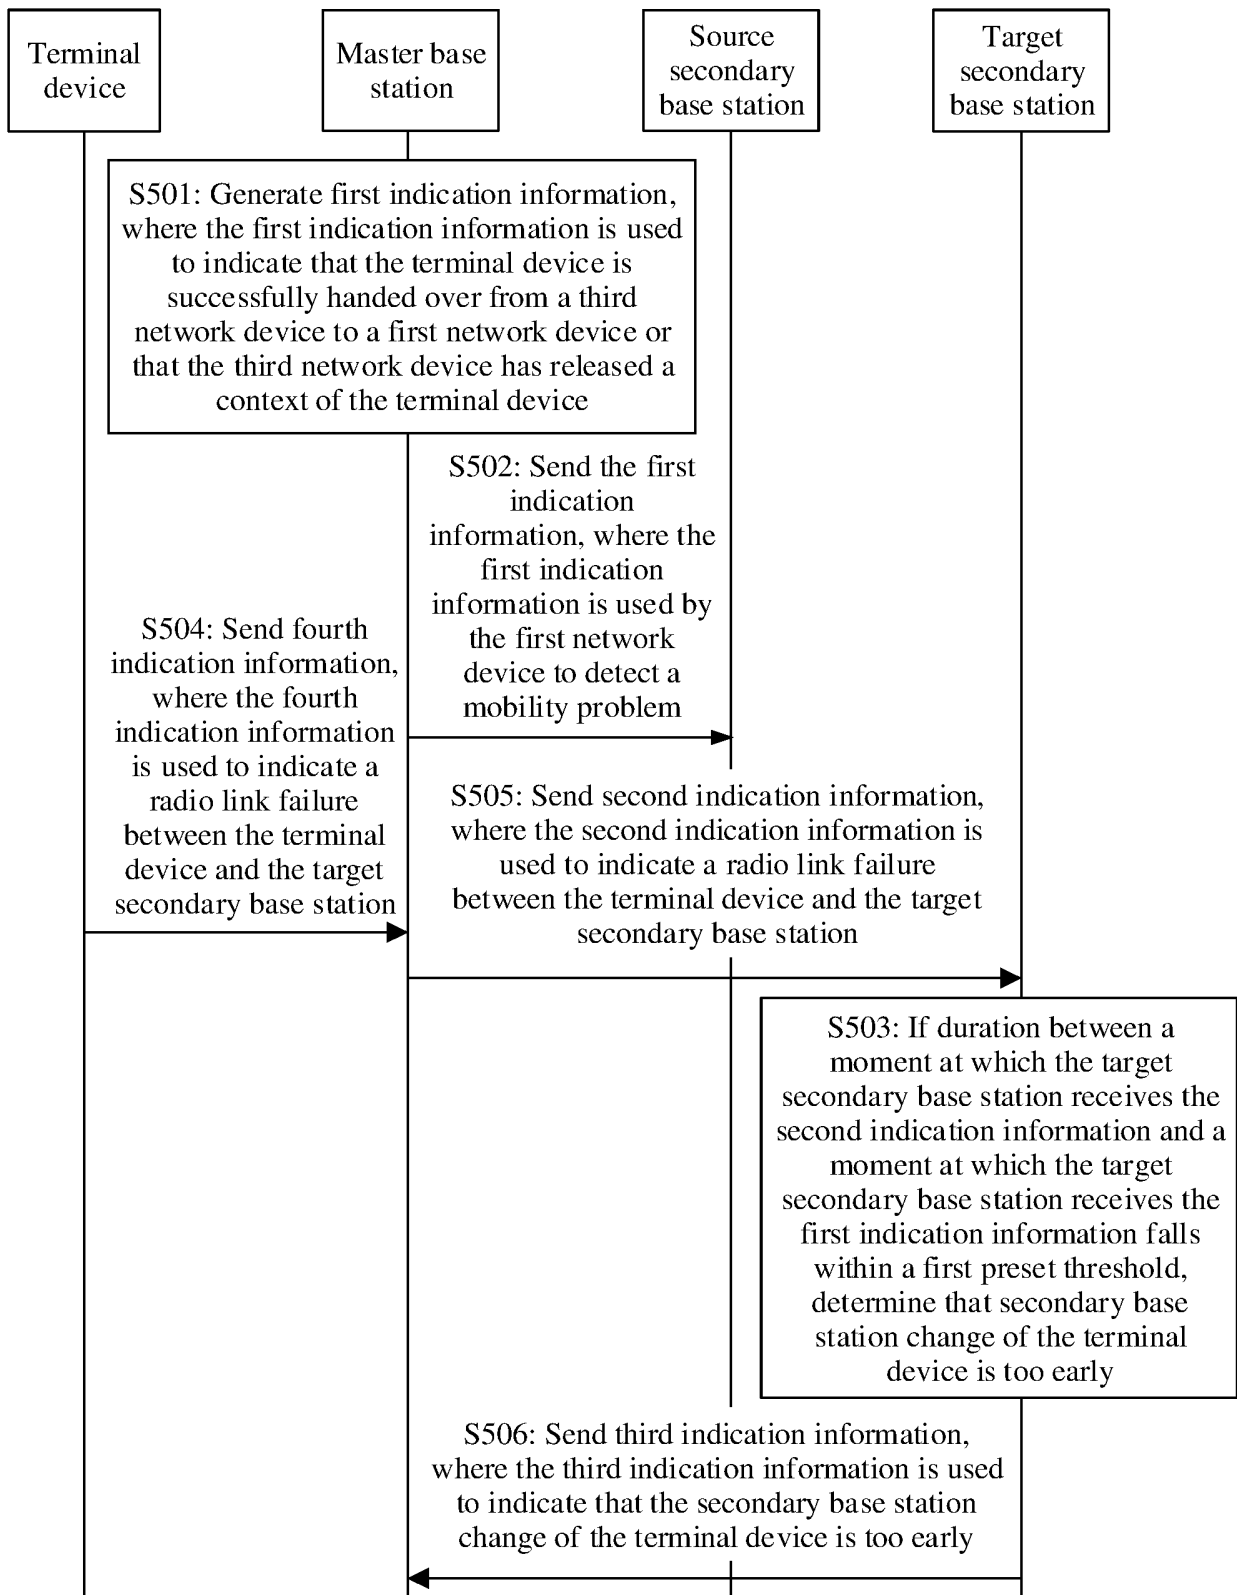 Terminal
device
Master base
station
Source
secondary
base station
Target
secondary
base station
S501: Generate first indication information,
where the first indication information is used
to indicate that the terminal device is
successfully handed over from a third
network device to a first network device or
that the third network device has released a
context of the terminal device
S502: Send the first
indication
information, where the
first indication
information is used by
the first network
device to detect a
mobility problem
S504: Send fourth
indication information,
where the fourth
indication information
is used to indicate a
radio link failure
between the terminal
device and the target
secondary base station
S505: Send second indication information,
where the second indication information is
used to indicate a radio link failure
between the terminal device and the target
secondary base station
S503: If duration between a
moment at which the target
secondary base station receives the
second indication information and a
moment at which the target
secondary base station receives the
first indication information falls
within a first preset threshold,
determine that secondary base
station change of the terminal
device is too early
S506: Send third indication information,
where the third indication information is used
to indicate that the secondary base station
change of the terminal device is too early